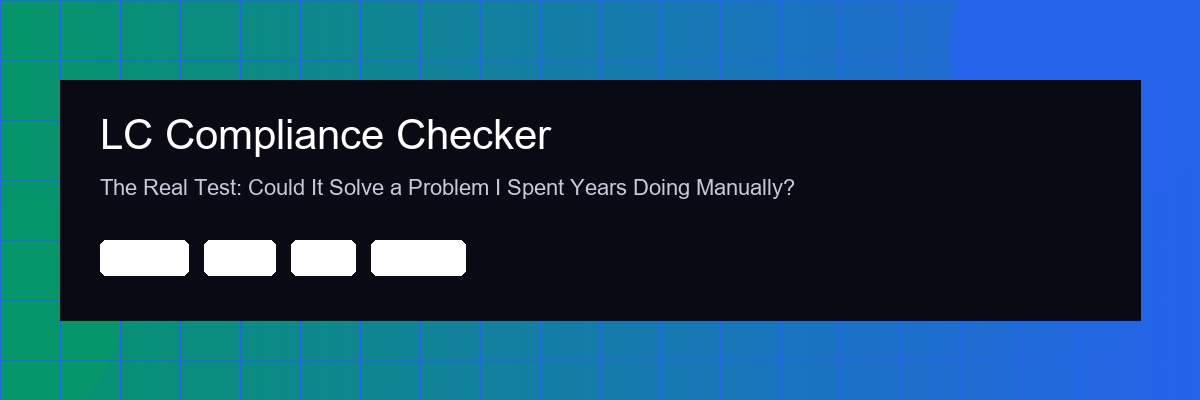 LC Compliance Checker
The Real Test: Could It Solve a Problem I Spent Years Doing Manually?